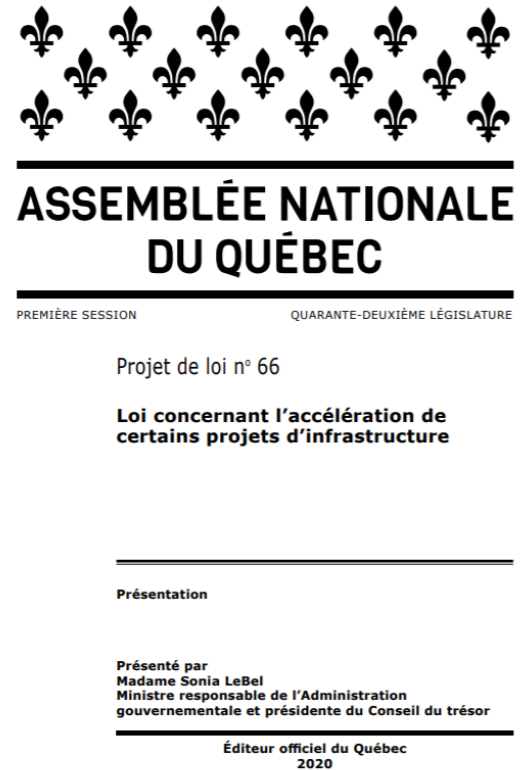 ASSEMBLÉE NATIONALE
DU QUÉBEC
PREMIÈRE SESSION
QUARANTE-DEUXIÈME LÉGISLATURE
Projet de loi nº 66
Loi concernant l’accélération de
certains projets d’infrastructure
Présentation
Présenté par
Madame Sonia LeBel
Ministre responsable de l’Administration
gouvernementale et présidente du Conseil du trésor
Éditeur officiel du Québec
2020